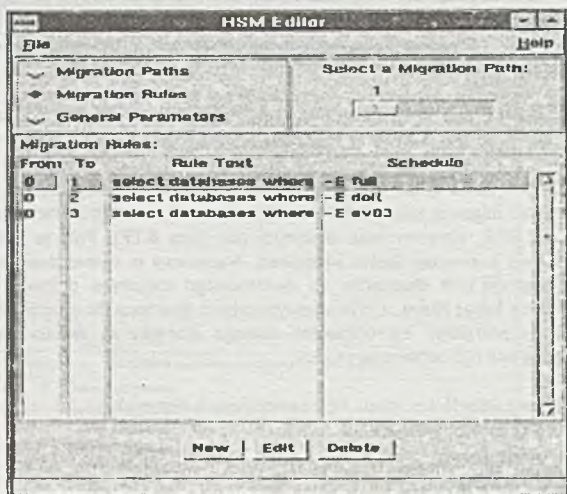 HSM Editor
File Help
Migration Paths
Migration Rules
General Parameters
Select a Migration Path:
1
Migration Rules:
From To Rule Text Schedule
0 1 select databases where -E full
0 2 select databases where -E doit
0 3 select databases where -E ev03
New Edit Delete